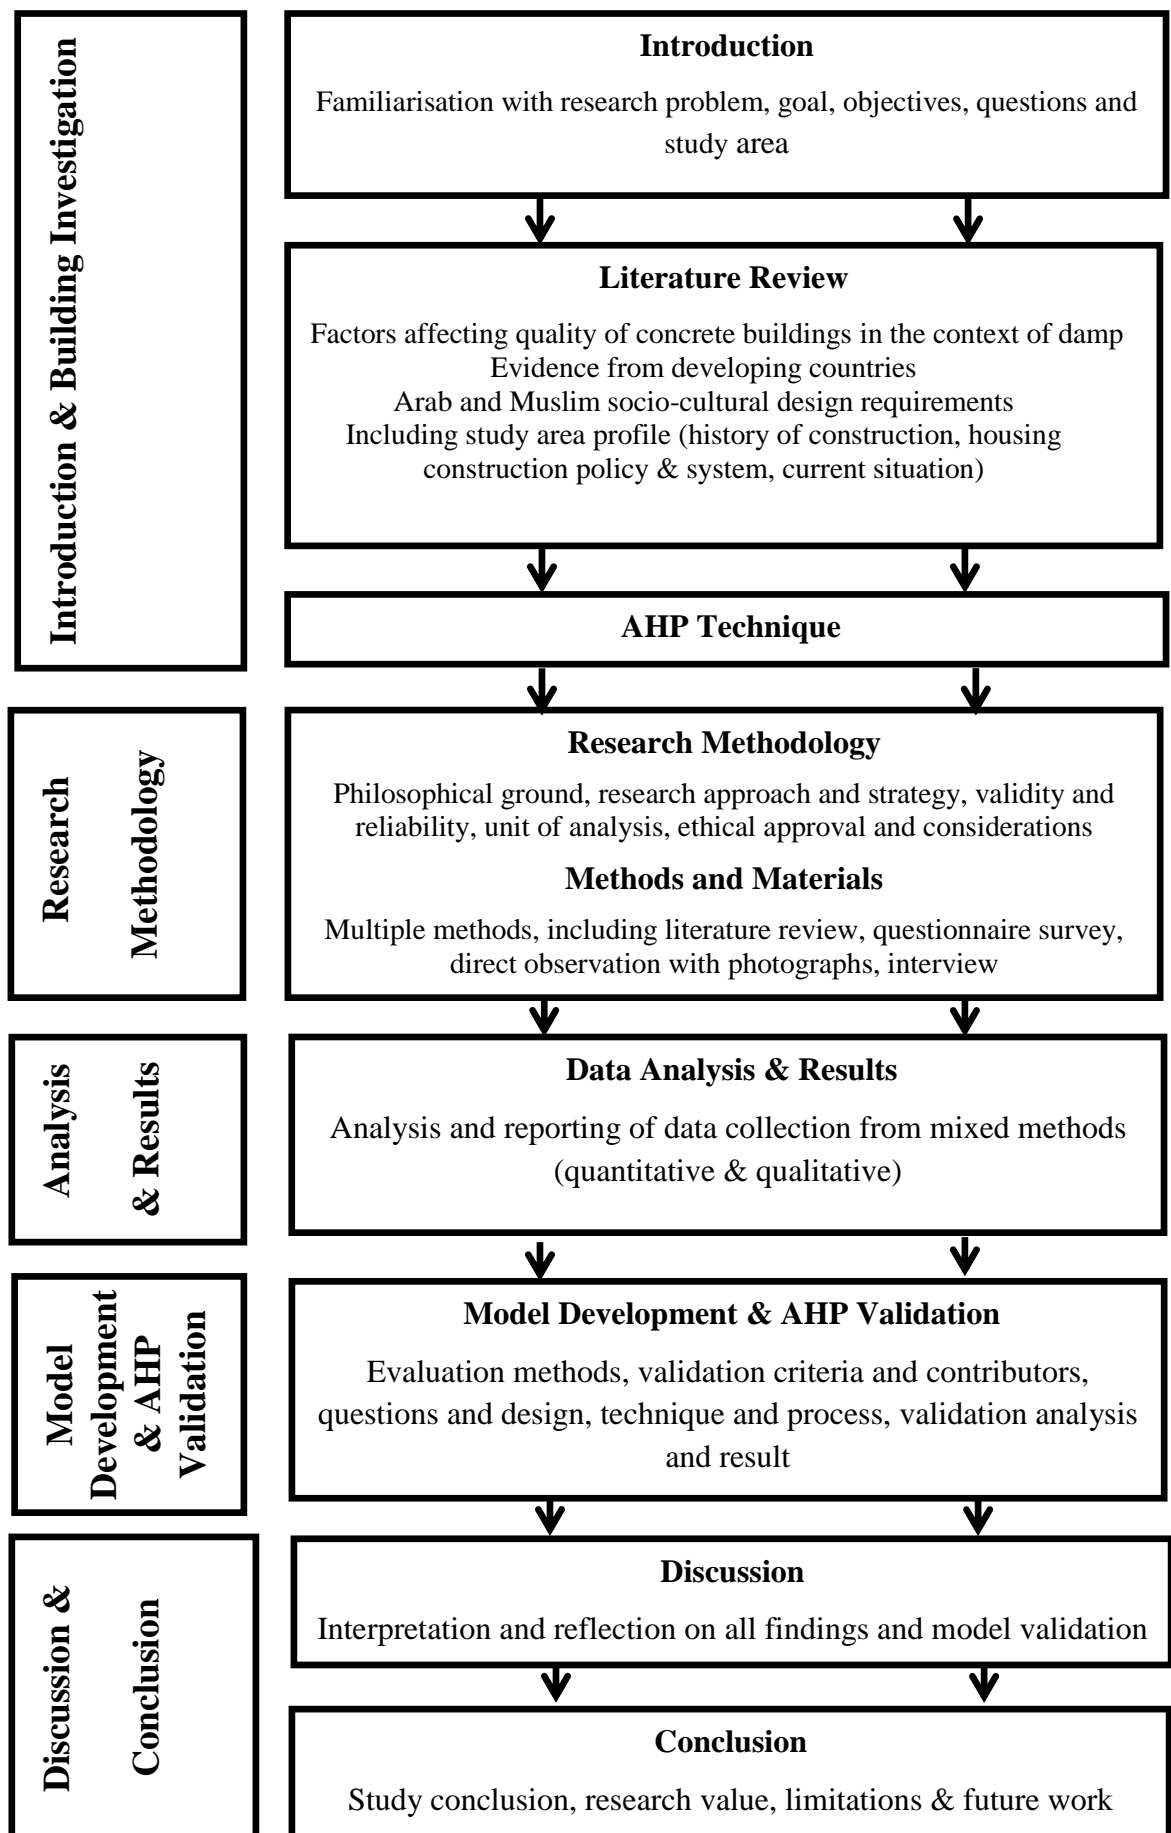 Introduction & Building Investigation
Introduction
Familiarisation with research problem, goal, objectives, questions and
study area
Literature Review
Factors affecting quality of concrete buildings in the context of damp
Evidence from developing countries
Arab and Muslim socio-cultural design requirements
Including study area profile (history of construction, housing
construction policy & system, current situation)
AHP Technique
Research
Methodology
Research Methodology
Philosophical ground, research approach and strategy, validity and
reliability, unit of analysis, ethical approval and considerations
Methods and Materials
Multiple methods, including literature review, questionnaire survey,
direct observation with photographs, interview
Analysis
& Results
Data Analysis & Results
Analysis and reporting of data collection from mixed methods
(quantitative & qualitative)
Model
Development
& AHP
Validation
Model Development & AHP Validation
Evaluation methods, validation criteria and contributors,
questions and design, technique and process, validation analysis
and result
Discussion &
Conclusion
Discussion
Interpretation and reflection on all findings and model validation
Conclusion
Study conclusion, research value, limitations & future work